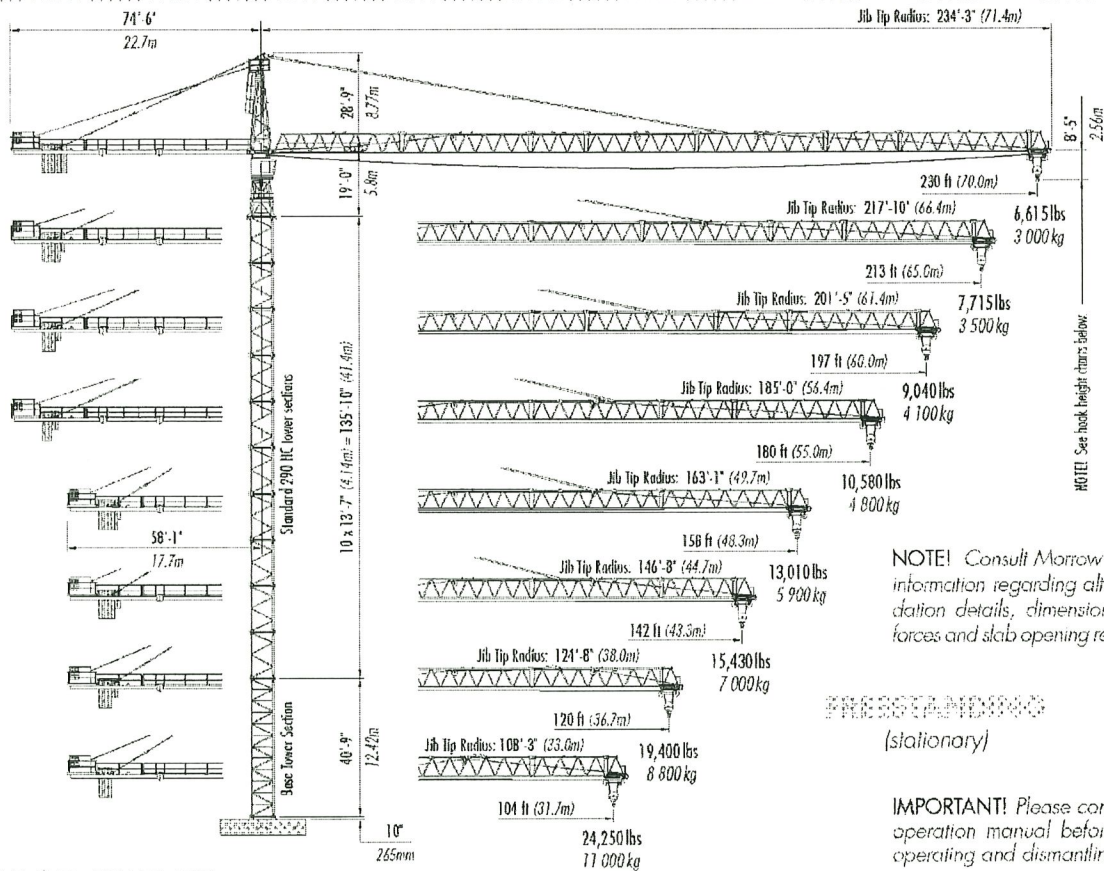 74'-6"
22.7m
Jib Tip Radius: 234'-3" (71.4m)
28'-9"
8.77m
8'-5"
2.56m
19'-0"
5.8m
230 ft (70.0m)
6,615 lbs
3 000 kg
Jib Tip Radius: 217'-10" (66.4m)
213 ft (65.0m)
7,715 lbs
3 500 kg
Jib Tip Radius: 201'-5" (61.4m)
197 ft (60.0m)
9,040 lbs
4 100 kg
Jib Tip Radius: 185'-0" (56.4m)
180 ft (55.0m)
10,580 lbs
4 800 kg
NOTE! See hook height charts below.
Standard 290 HC tower sections
10 x 13'-7" (4.14m) = 135'-10" (41.4m)
Jib Tip Radius: 163'-1" (49.7m)
158 ft (48.3m)
13,010 lbs
5 900 kg
58'-1"
17.7m
Jib Tip Radius: 146'-8" (44.7m)
142 ft (43.3m)
15,430 lbs
7 000 kg
Jib Tip Radius: 124'-8" (38.0m)
120 ft (36.7m)
19,400 lbs
8 800 kg
Base Tower Section
40'-9"
12.42m
Jib Tip Radius: 108'-3" (33.0m)
104 ft (31.7m)
24,250 lbs
11 000 kg
10"
265mm
NOTE! Consult Morrow
information regarding alt
dation details, dimension
forces and slab opening re
FREESTANDING
(stationary)
IMPORTANT! Please con
operation manual befor
operating and dismantlin